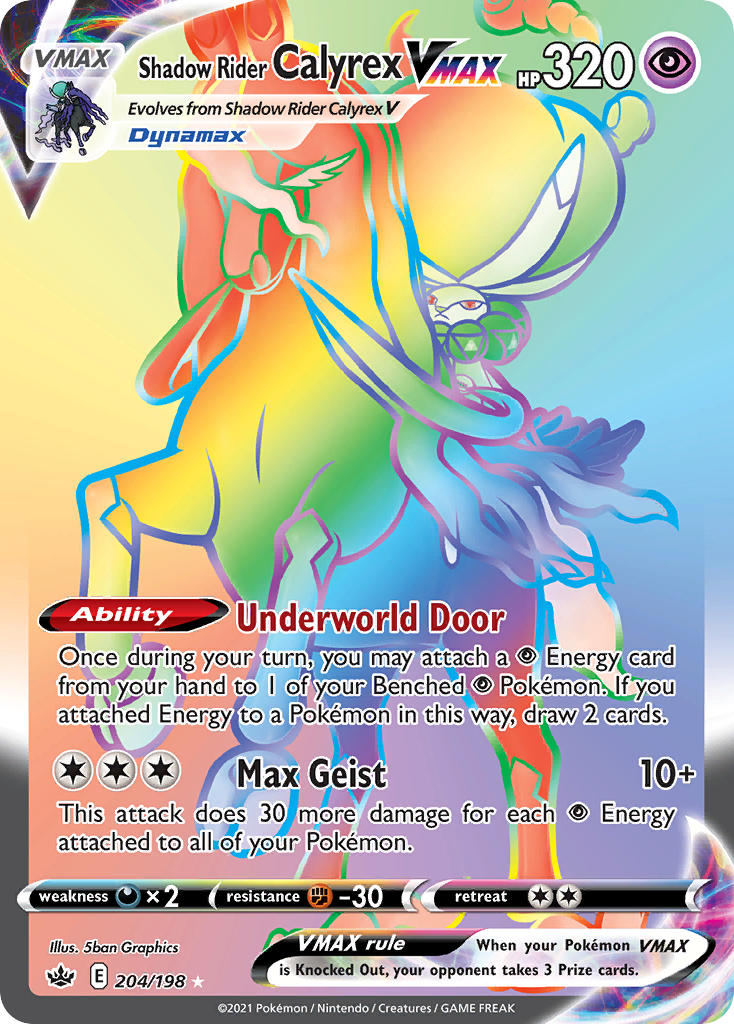 VMAX
Shadow Rider Calyrex VMAX HP 320
Evolves from Shadow Rider Calyrex V
Dynamax
Ability Underworld Door
Once during your turn, you may attach a Energy card
from your hand to 1 of your Benched Pokémon. If you
attached Energy to a Pokémon in this way, draw 2 cards.
Max Geist 10+
This attack does 30 more damage for each Energy
attached to all of your Pokémon.
weakness ×2 resistance -30 retreat
Illus. 5ban Graphics
VMAX rule When your Pokémon VMAX
is Knocked Out, your opponent takes 3 Prize cards.
E 204/198
©2021 Pokémon / Nintendo / Creatures / GAME FREAK